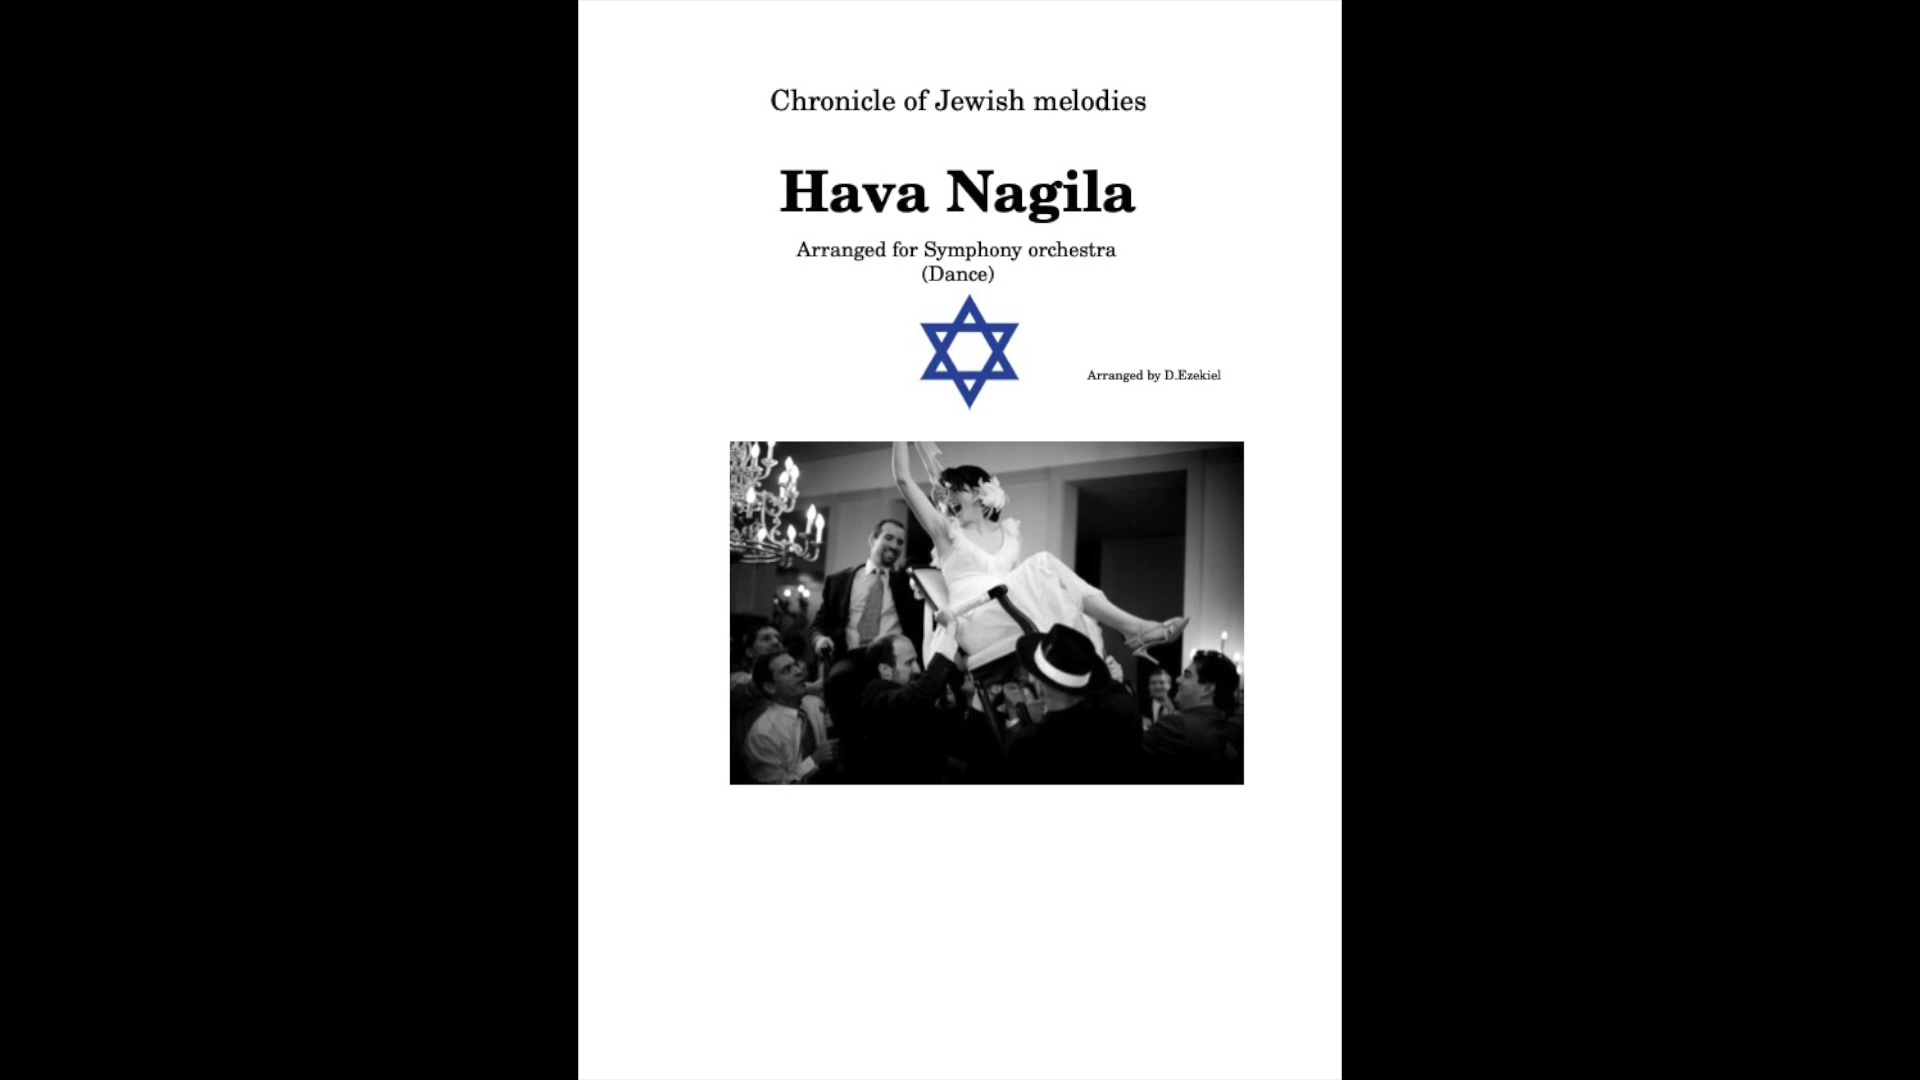 Chronicle of Jewish melodies
Hava Nagila
Arranged for Symphony orchestra
(Dance)
Arranged by D.Ezekiel